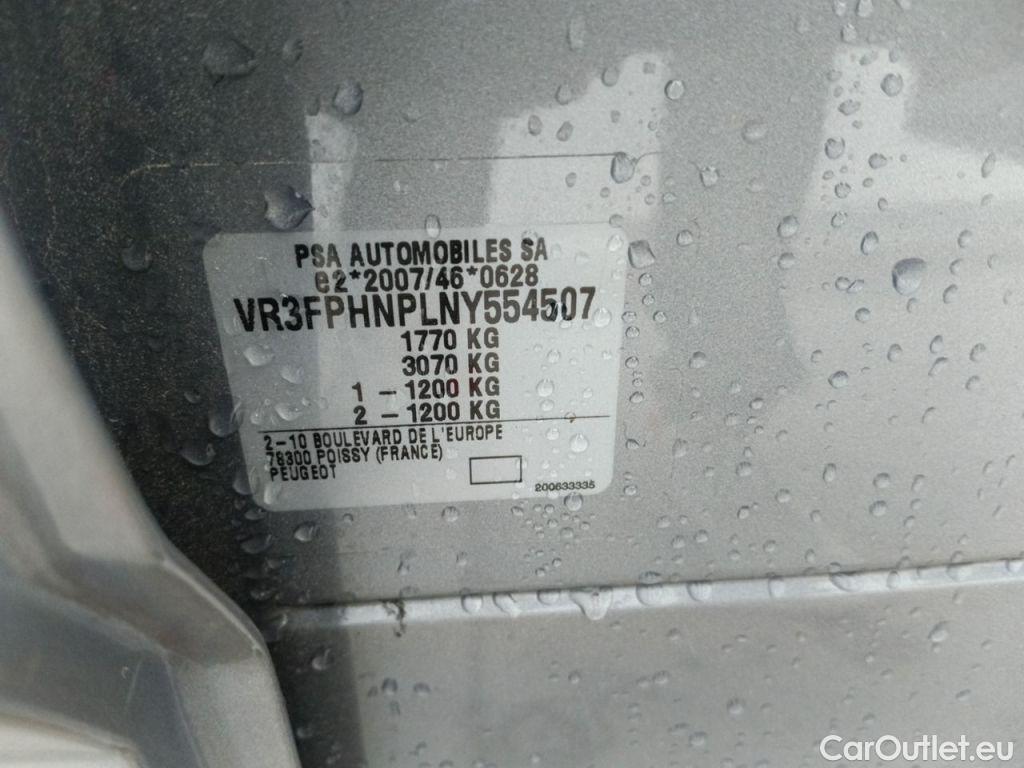 PSA AUTOMOBILES SA
e2*2007/46*0628
VR3FPHNPLNY554507
1770 KG
3070 KG
1 - 1200 KG
2 - 1200 KG
2-10 BOULEVARD DE L'EUROPE
78300 POISSY (FRANCE)
PEUGEOT
200633335
CarOutlet.eu